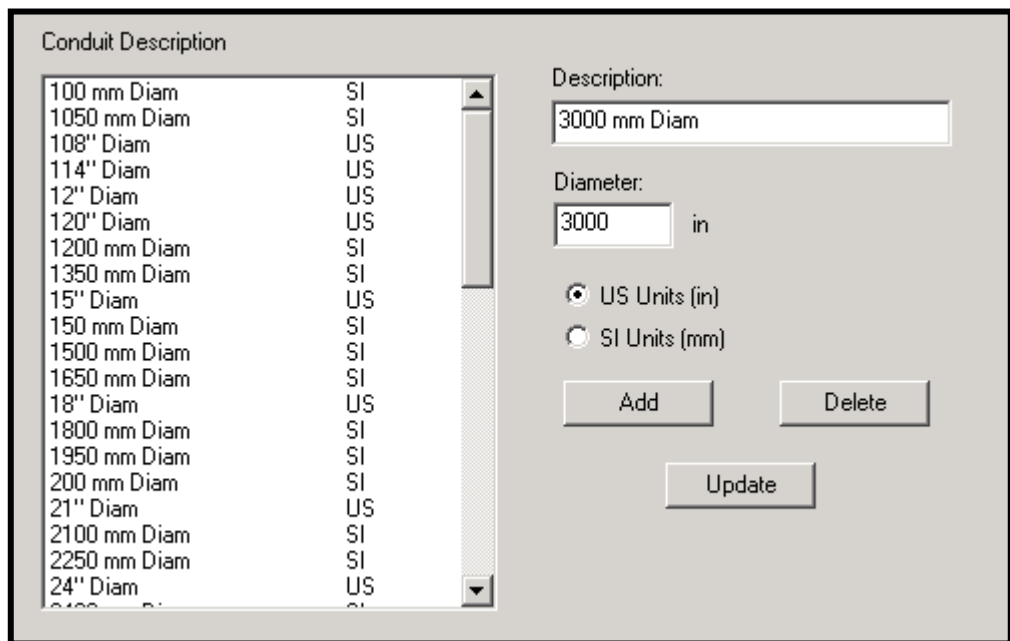 Conduit Description
100 mm Diam SI
1050 mm Diam SI
108" Diam US
114" Diam US
12" Diam US
120" Diam US
1200 mm Diam SI
1350 mm Diam SI
15" Diam US
150 mm Diam SI
1500 mm Diam SI
1650 mm Diam SI
18" Diam US
1800 mm Diam SI
1950 mm Diam SI
200 mm Diam SI
21" Diam US
2100 mm Diam SI
2250 mm Diam SI
24" Diam US
Description:
3000 mm Diam
Diameter:
3000 in
US Units (in)
SI Units (mm)
Add Delete
Update